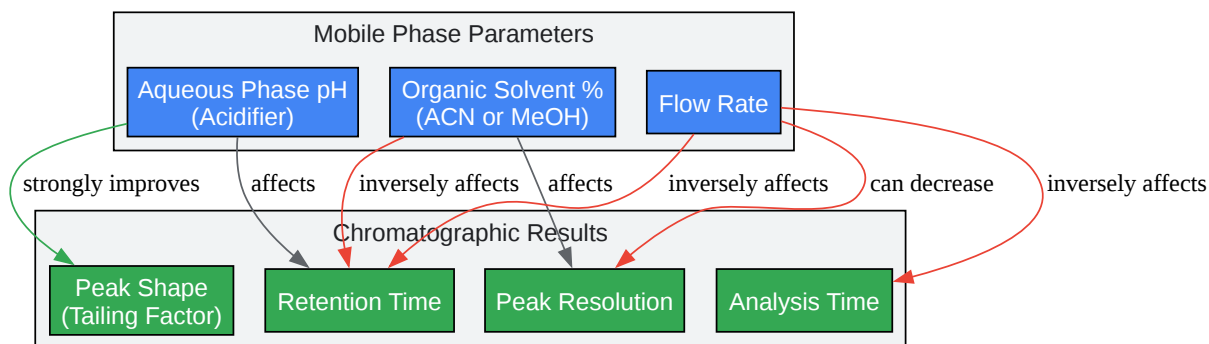 Mobile Phase Parameters
Aqueous Phase pH
(Acidifier)
Organic Solvent %
(ACN or MeOH)
Flow Rate
strongly improves
affects
inversely affects
affects
inversely affects
can decrease
inversely affects
Chromatographic Results
Peak Shape
(Tailing Factor)
Retention Time
Peak Resolution
Analysis Time